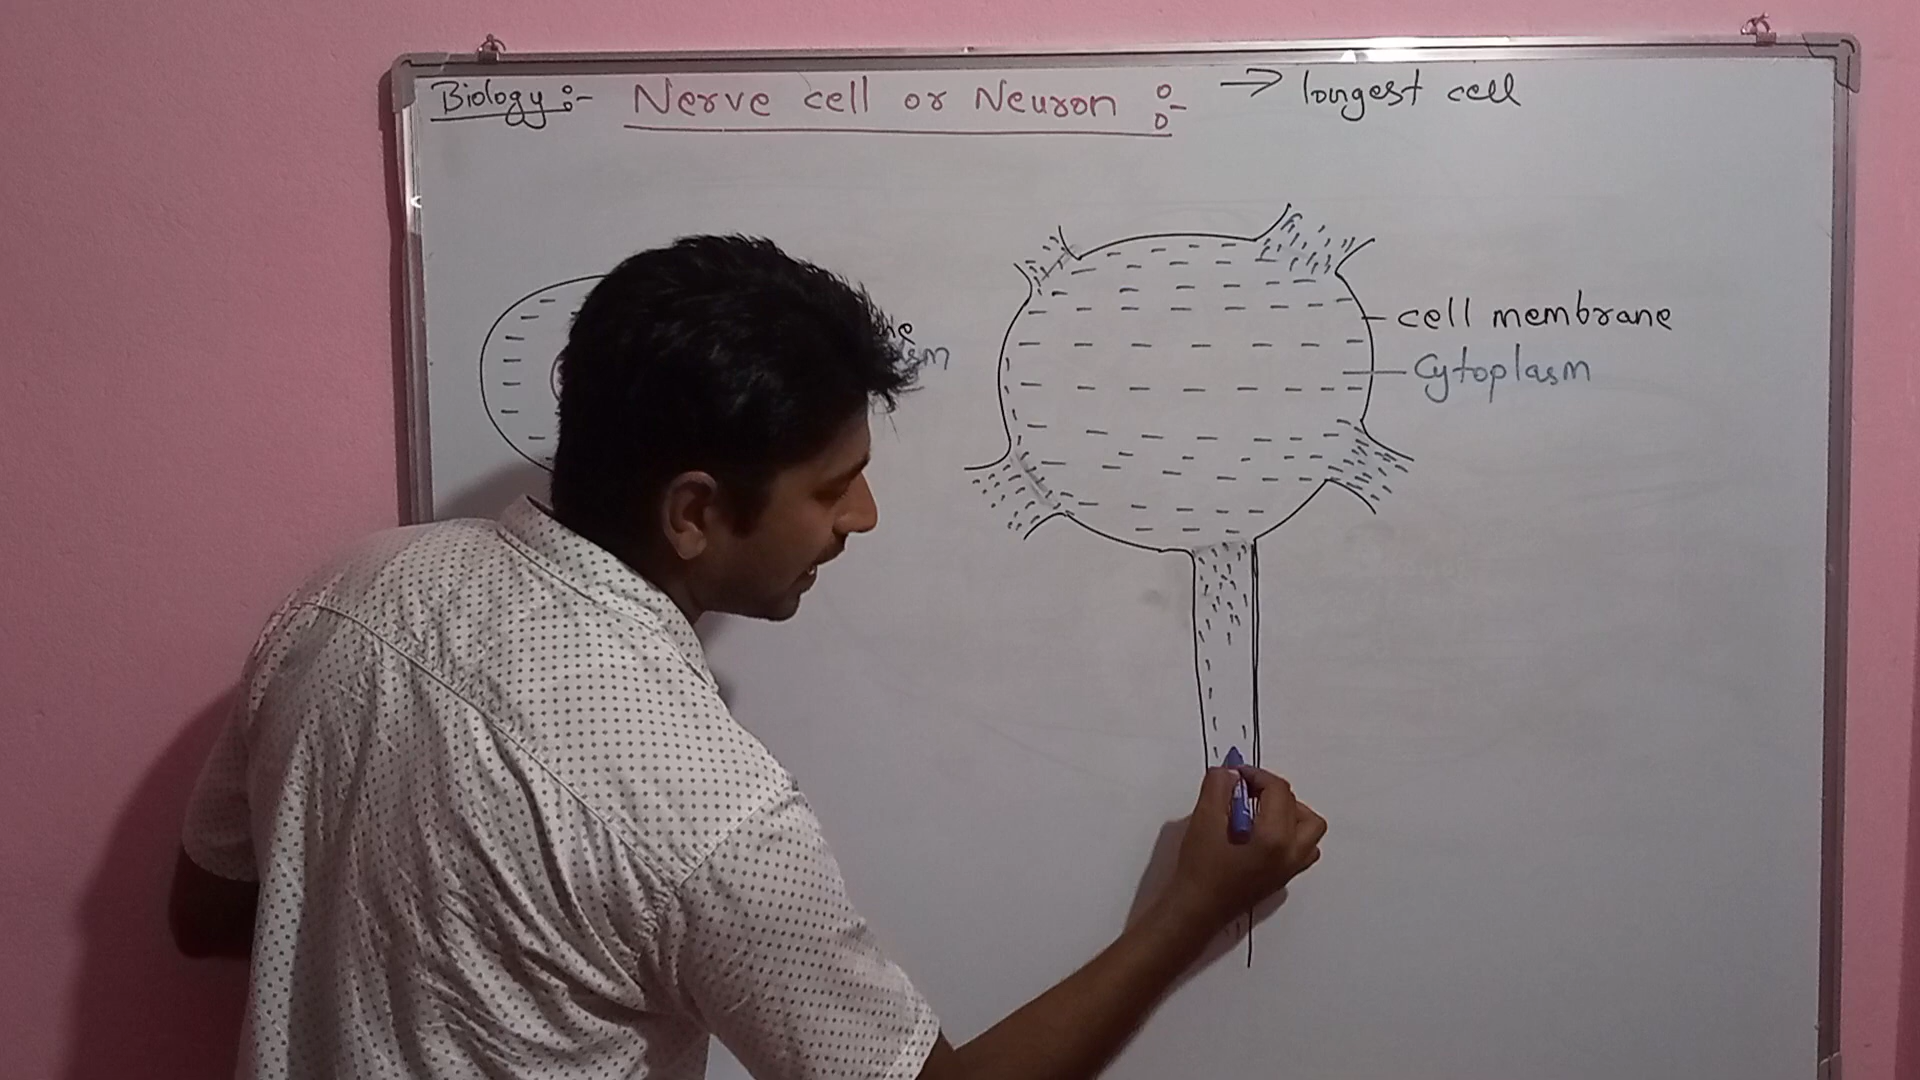 Biology :- Nerve cell or Neuron :- → longest cell
cell membrane
Cytoplasm